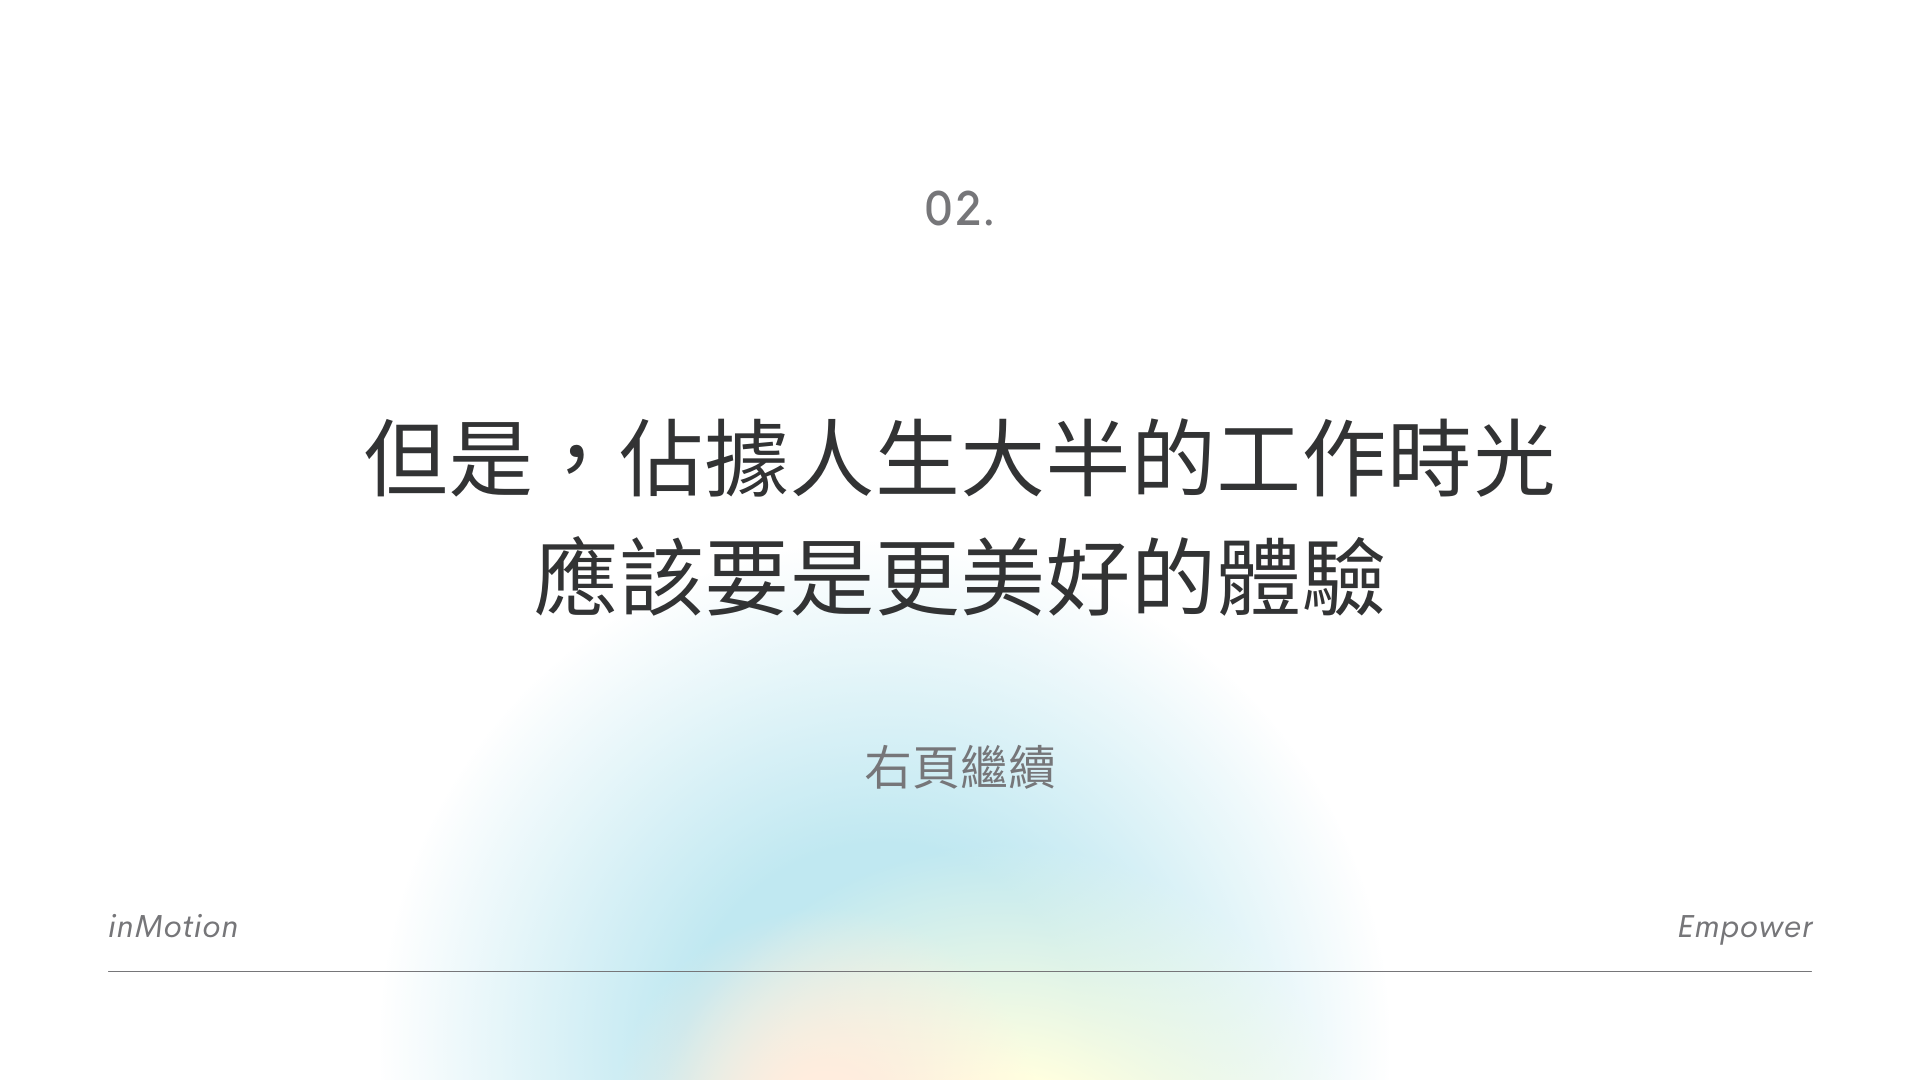 02.
但是，佔據人生大半的工作時光
應該要是更美好的體驗
右頁繼續
inMotion
Empower